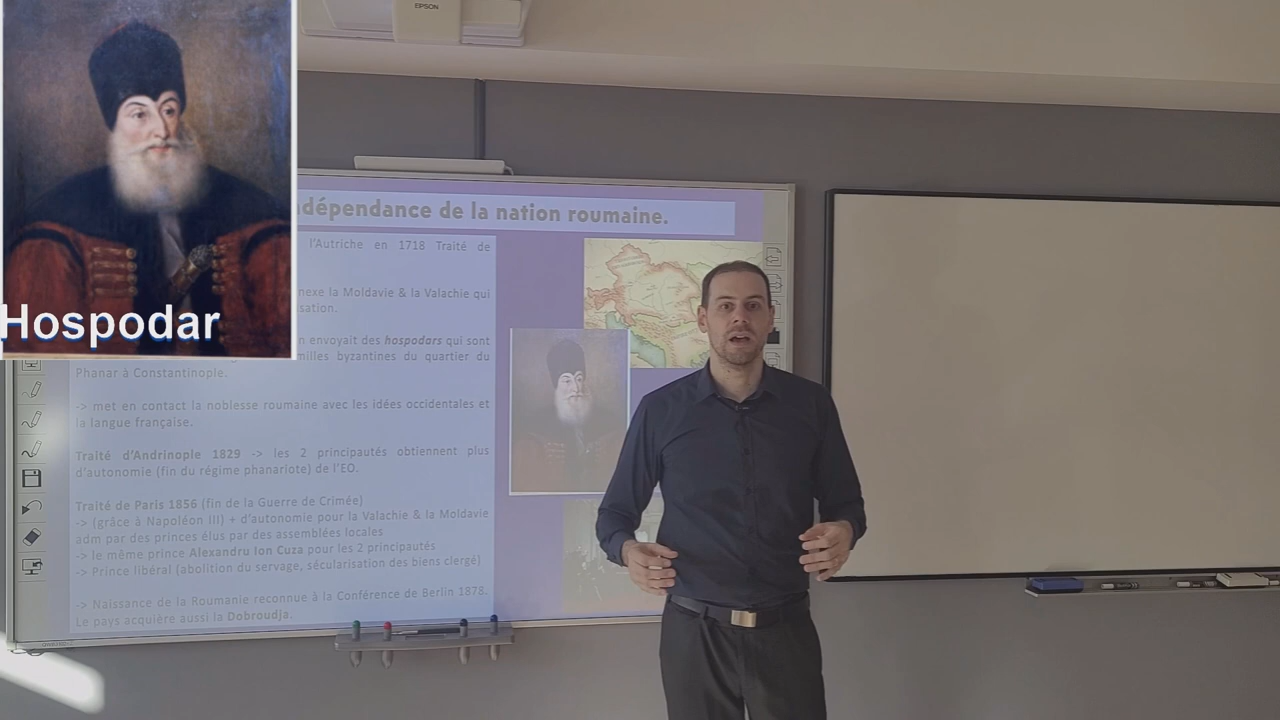 EPSON
Hospodar
ndépendance de la nation roumaine.
l'Autriche en 1718 Traité de
nexe la Moldavie & la Valachie qui
sation.
n envoyait des hospodars qui sont
milles byzantines du quartier du
Phanar à Constantinople.
-> met en contact la noblesse roumaine avec les idées occidentales et
la langue française.
Traité d'Andrinople 1829 -> les 2 principautés obtiennent plus
d'autonomie (fin du régime phanariote) de l'EO.
Traité de Paris 1856 (fin de la Guerre de Crimée)
-> (grâce à Napoléon III) + d'autonomie pour la Valachie & la Moldavie
adm par des princes élus par des assemblées locales
-> le même prince Alexandru Ion Cuza pour les 2 principautés
-> Prince libéral (abolition du servage, sécularisation des biens clergé)
-> Naissance de la Roumanie reconnue à la Conférence de Berlin 1878.
Le pays acquière aussi la Dobroudja.